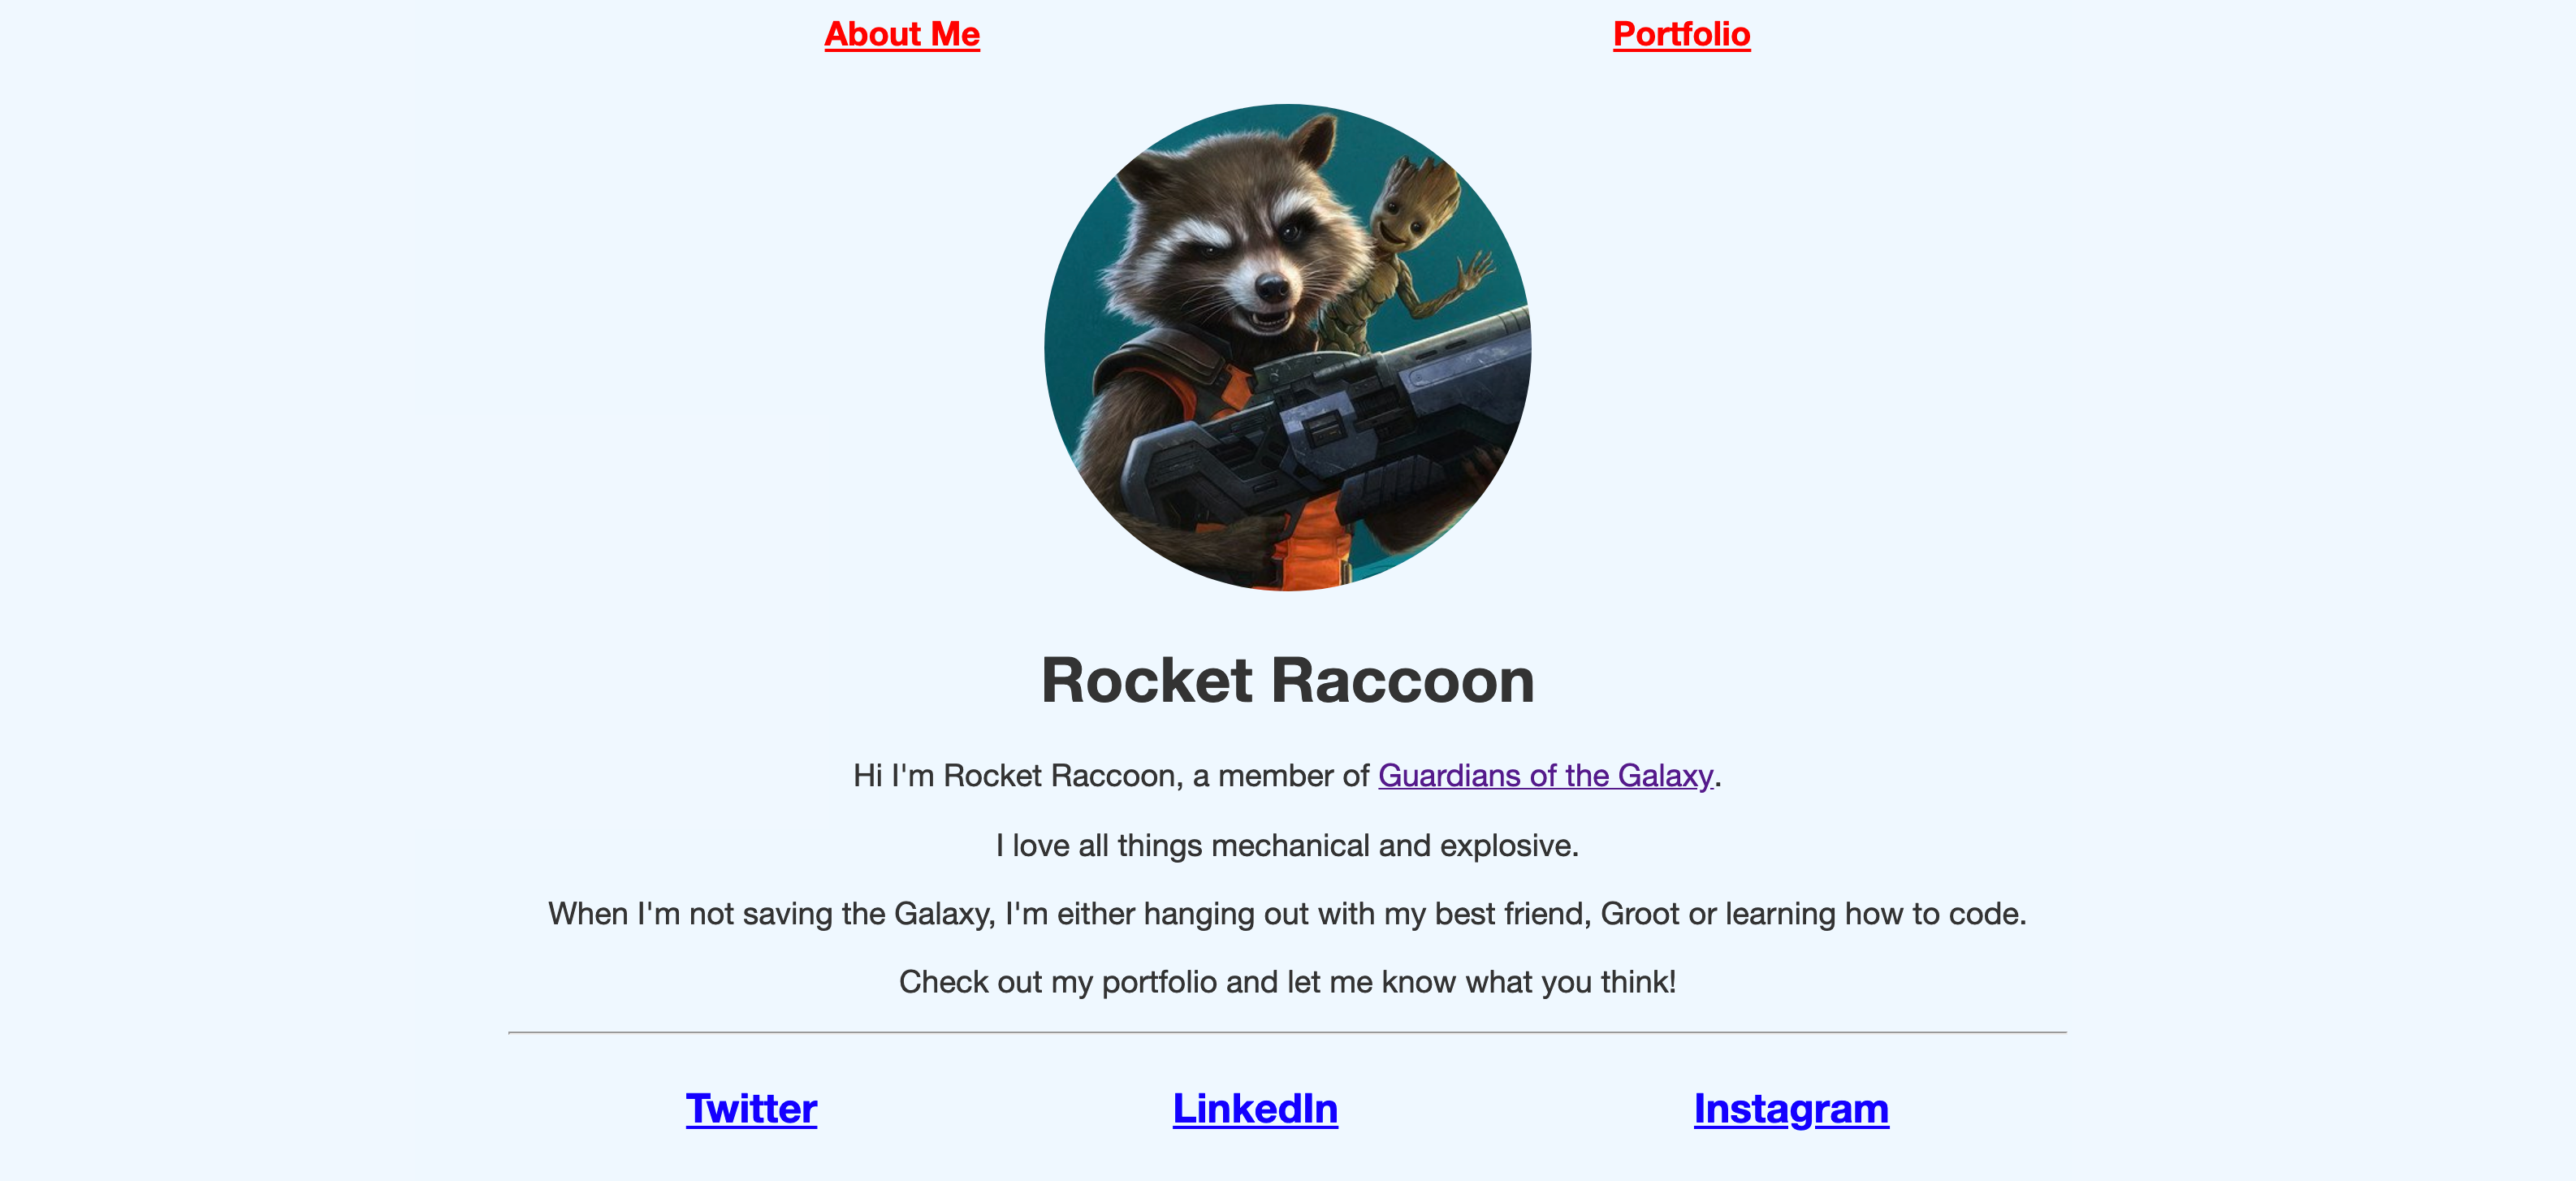 About Me Portfolio
Rocket Raccoon
Hi I'm Rocket Raccoon, a member of Guardians of the Galaxy.
I love all things mechanical and explosive.
When I'm not saving the Galaxy, I'm either hanging out with my best friend, Groot or learning how to code.
Check out my portfolio and let me know what you think!
Twitter LinkedIn Instagram